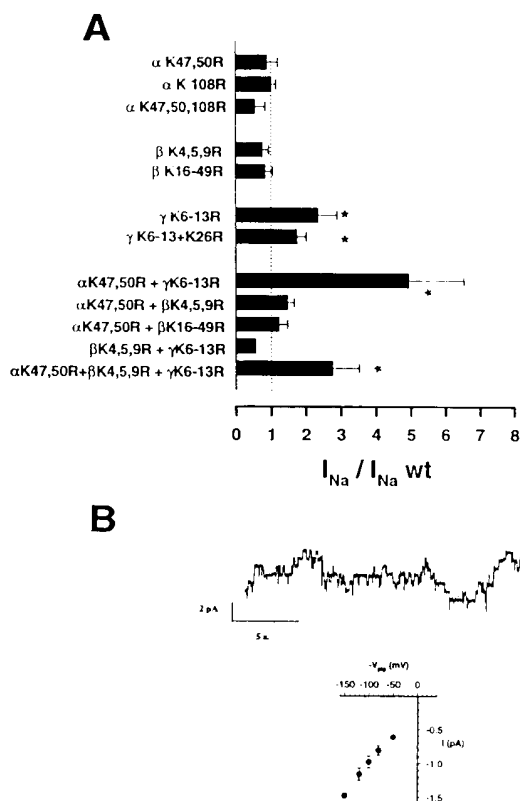 A
α K47,50R
α K 108R
α K47,50,108R
β K4,5,9R
β K16-49R
γ K6-13R
*
γ K6-13+K26R
*
αK47,50R + γK6-13R
*
αK47,50R + βK4,5,9R
αK47,50R + βK16-49R
βK4,5,9R + γK6-13R
αK47,50R+βK4,5,9R + γK6-13R
*
0 1 2 3 4 5 6 7 8
I Na / I Na wt
B
2 pA
5 s.
(mV)
-150 -100 -50 0
-0.5
I (pA)
-1.0
-1.5